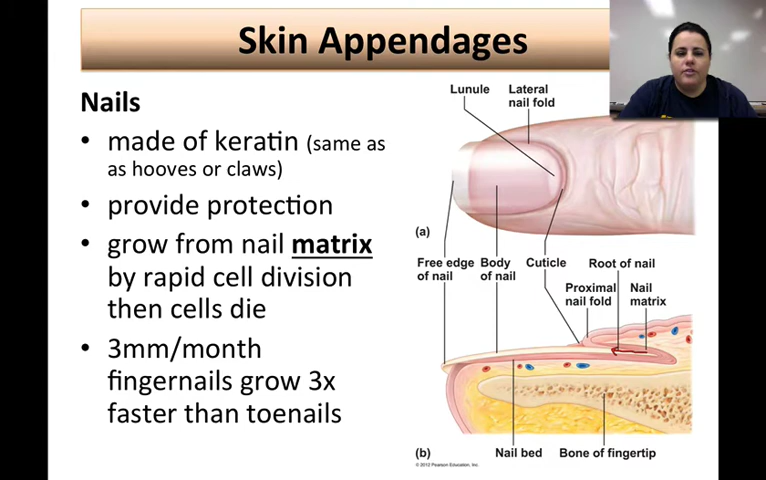 Skin Appendages
Nails
• made of keratin (same as
as hooves or claws)
• provide protection
• grow from nail matrix
by rapid cell division
then cells die
• 3mm/month
fingernails grow 3x
faster than toenails
Lunule
Lateral
nail fold
(a)
Free edge
of nail
Body
of nail
Cuticle
Root of nail
Proximal
nail fold
Nail
matrix
(b)
Nail bed
Bone of fingertip
© 2012 Pearson Education, Inc.